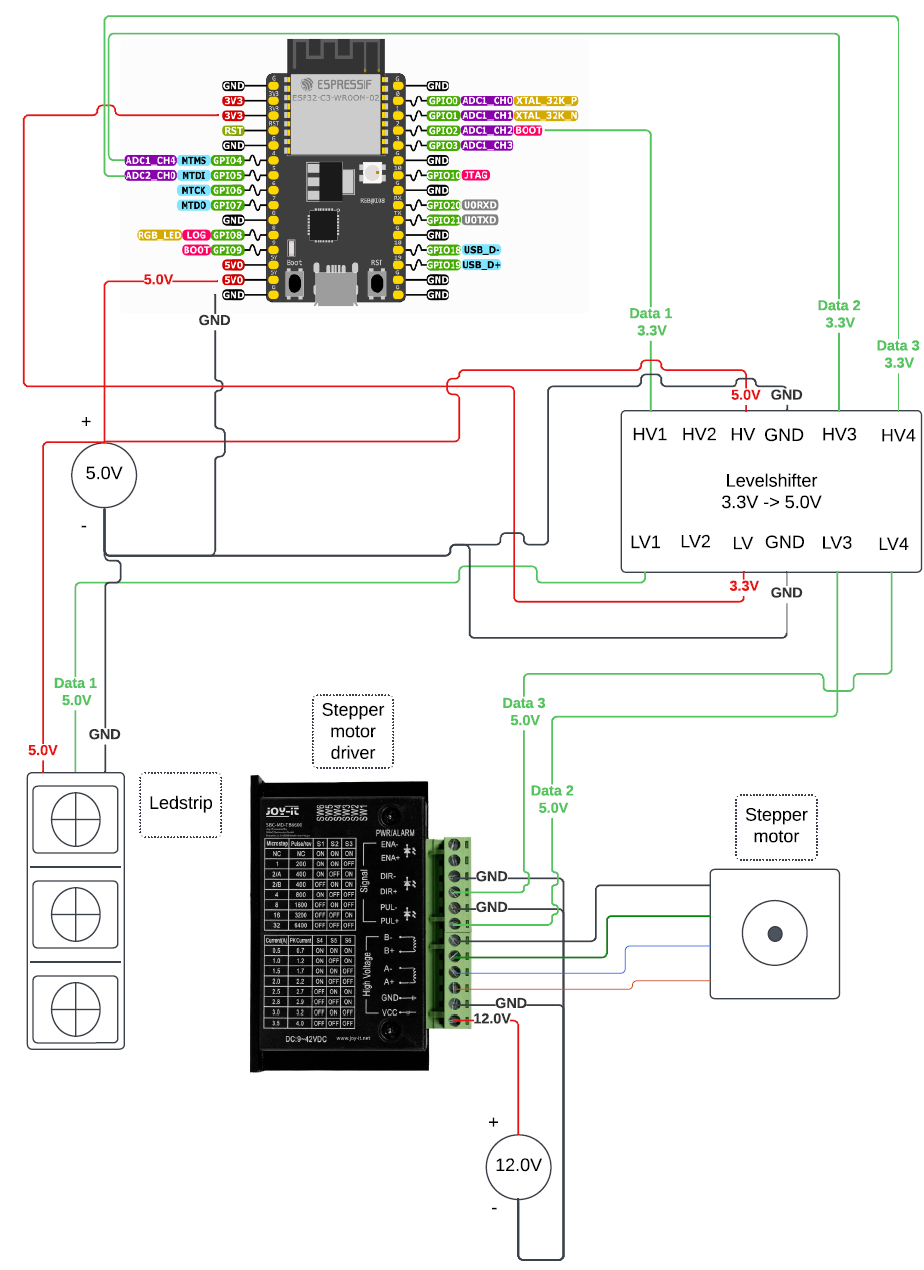 ESPRESSIF
ESP32-C3-WROOM-02
GND
3V3
3V3
RST
GND
ADC1_CH4 MTMS GPIO4
ADC2_CH0 MTDI GPIO5
MTCK GPIO6
MTDO GPIO7
GND
RGB_LED LOG GPIO8
BOOT GPIO9
5V0
5V0
GND
GND
GPIO0 ADC1_CH0 XTAL_32K_P
GPIO1 ADC1_CH1 XTAL_32K_N
GPIO2 ADC1_CH2 BOOT
GPIO3 ADC1_CH3
GND
GPIO10 JTAG
GND
GPIO20 U0RXD
GPIO21 U0TXD
GND
GPIO18 USB_D-
GPIO19 USB_D+
GND
GND
RGB@IO8
Boot
RST
5.0V
GND
Data 1
3.3V
Data 2
3.3V
Data 3
3.3V
5.0V GND
HV1 HV2 HV GND HV3 HV4
Levelshifter
3.3V -> 5.0V
LV1 LV2 LV GND LV3 LV4
3.3V GND
+
5.0V
-
Data 1
5.0V
GND
5.0V
Ledstrip
Stepper
motor
driver
Data 3
5.0V
Data 2
5.0V
Stepper
motor
JOY-IT
SBC-MD-TB6600
SW6 SW5 SW4 SW3 SW2 SW1
PWR/ALARM
ENA-
ENA+
DIR-
DIR+
PUL-
PUL+
B-
B+
A-
A+
GND
VCC
Signal
High Voltage
Micro step Pulse/rev S1 S2 S3
NC NC ON ON ON
1 200 ON ON OFF
2/A 400 ON OFF ON
2/B 400 OFF ON ON
4 800 ON OFF OFF
8 1600 OFF ON OFF
16 3200 OFF OFF ON
32 6400 OFF OFF OFF
Current(A) PK Current S4 S5 S6
0.5 0.7 ON ON ON
1.0 1.2 ON OFF ON
1.5 1.7 ON ON OFF
2.0 2.2 ON OFF OFF
2.5 2.7 OFF ON ON
2.8 2.9 OFF OFF ON
3.0 3.2 OFF ON OFF
3.5 4.0 OFF OFF OFF
DC:9~42VDC www.joy-it.net
GND
GND
GND
12.0V
+
12.0V
-